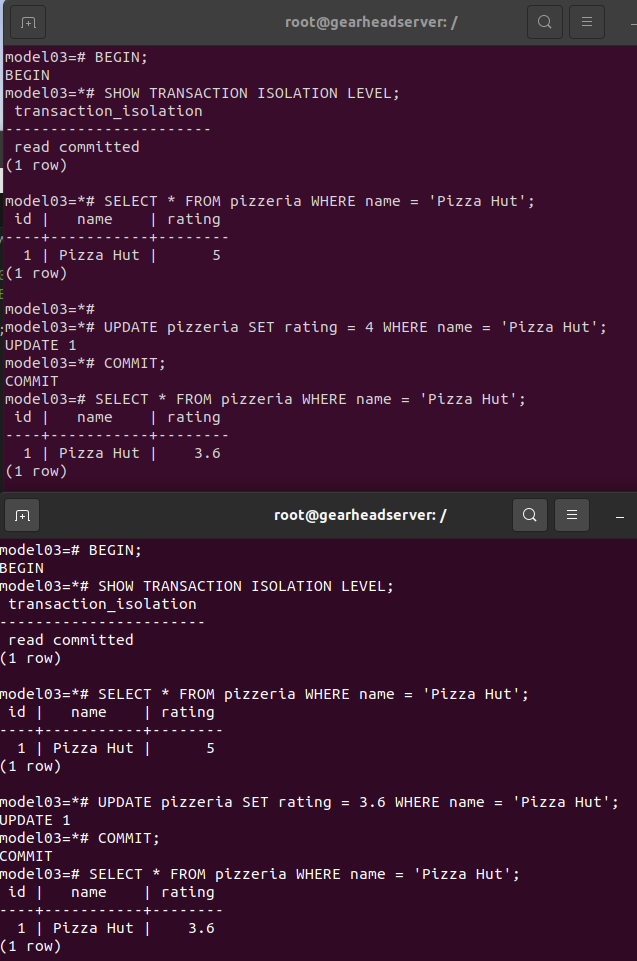 root@gearheadserver: /
model03=# BEGIN;
BEGIN
model03=*# SHOW TRANSACTION ISOLATION LEVEL;
 transaction_isolation
-----------------------
 read committed
(1 row)

model03=*# SELECT * FROM pizzeria WHERE name = 'Pizza Hut';
 id |   name    | rating
----+-----------+--------
  1 | Pizza Hut |      5
(1 row)

model03=*#
model03=*# UPDATE pizzeria SET rating = 4 WHERE name = 'Pizza Hut';
UPDATE 1
model03=*# COMMIT;
COMMIT
model03=# SELECT * FROM pizzeria WHERE name = 'Pizza Hut';
 id |   name    | rating
----+-----------+--------
  1 | Pizza Hut |    3.6
(1 row)

root@gearheadserver: /
model03=# BEGIN;
BEGIN
model03=*# SHOW TRANSACTION ISOLATION LEVEL;
 transaction_isolation
-----------------------
 read committed
(1 row)

model03=*# SELECT * FROM pizzeria WHERE name = 'Pizza Hut';
 id |   name    | rating
----+-----------+--------
  1 | Pizza Hut |      5
(1 row)

model03=*# UPDATE pizzeria SET rating = 3.6 WHERE name = 'Pizza Hut';
UPDATE 1
model03=*# COMMIT;
COMMIT
model03=# SELECT * FROM pizzeria WHERE name = 'Pizza Hut';
 id |   name    | rating
----+-----------+--------
  1 | Pizza Hut |    3.6
(1 row)